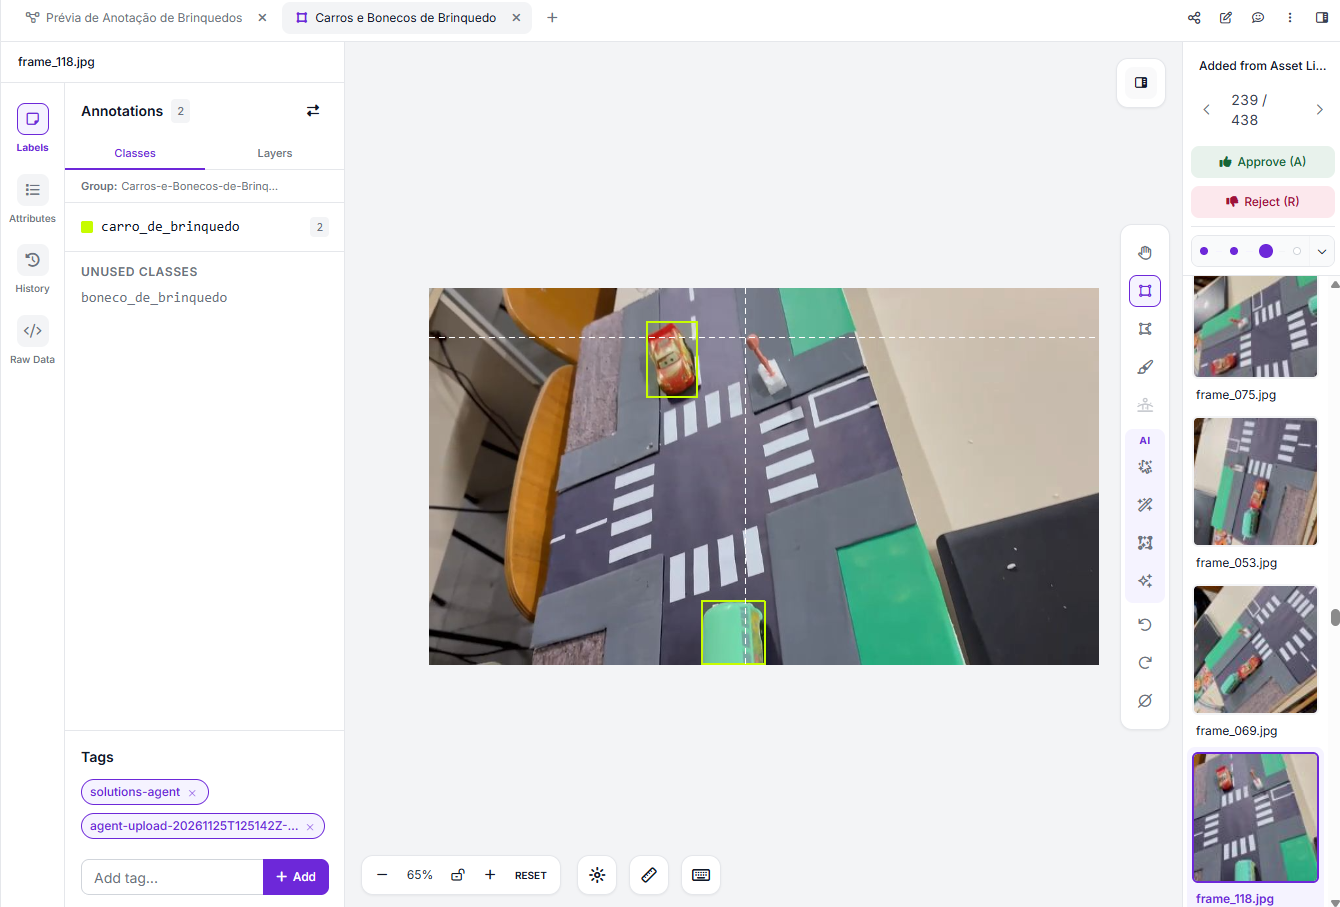 Prévia de Anotação de Brinquedos
Carros e Bonecos de Brinquedo
frame_118.jpg
Labels
Attributes
History
Raw Data
Annotations 2
Classes Layers
Group: Carros-e-Bonecos-de-Brinq...
carro_de_brinquedo 2
UNUSED CLASSES
boneco_de_brinquedo
Tags
solutions-agent
agent-upload-20261125T125142Z-...
Add tag...
+ Add
65%
RESET
AI
Added from Asset Li...
239 /
438
Approve (A)
Reject (R)
frame_075.jpg
frame_053.jpg
frame_069.jpg
frame_118.jpg